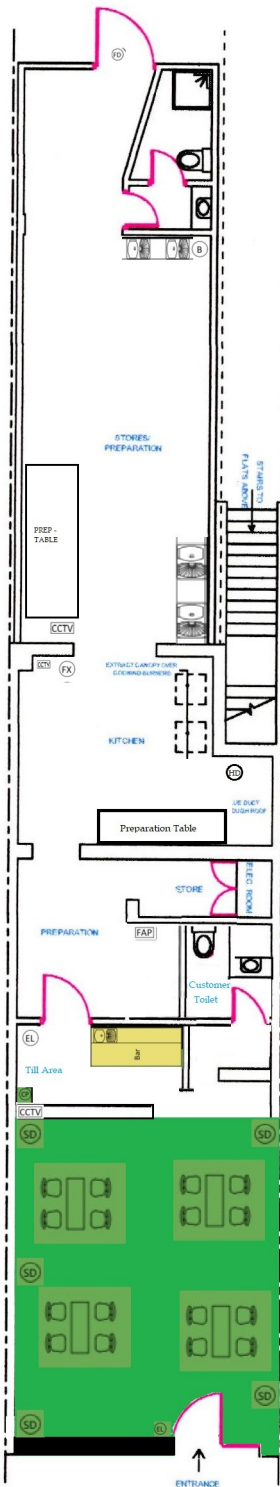 FD
B
STORES/
PREPARATION
STAIRS TO
FLATS ABOVE
PREP -
TABLE
CCTV
CCTV
FX
EXTRACT CANOPY OVER
COOKING BURNERS
KITCHEN
HD
DUCT
Preparation Table
STORE
ELEC. ROOM
PREPARATION
FAP
Customer
Toilet
EL
Till Area
Bar
CP
CCTV
SD
SD
SD
SD
SD
EL
ENTRANCE